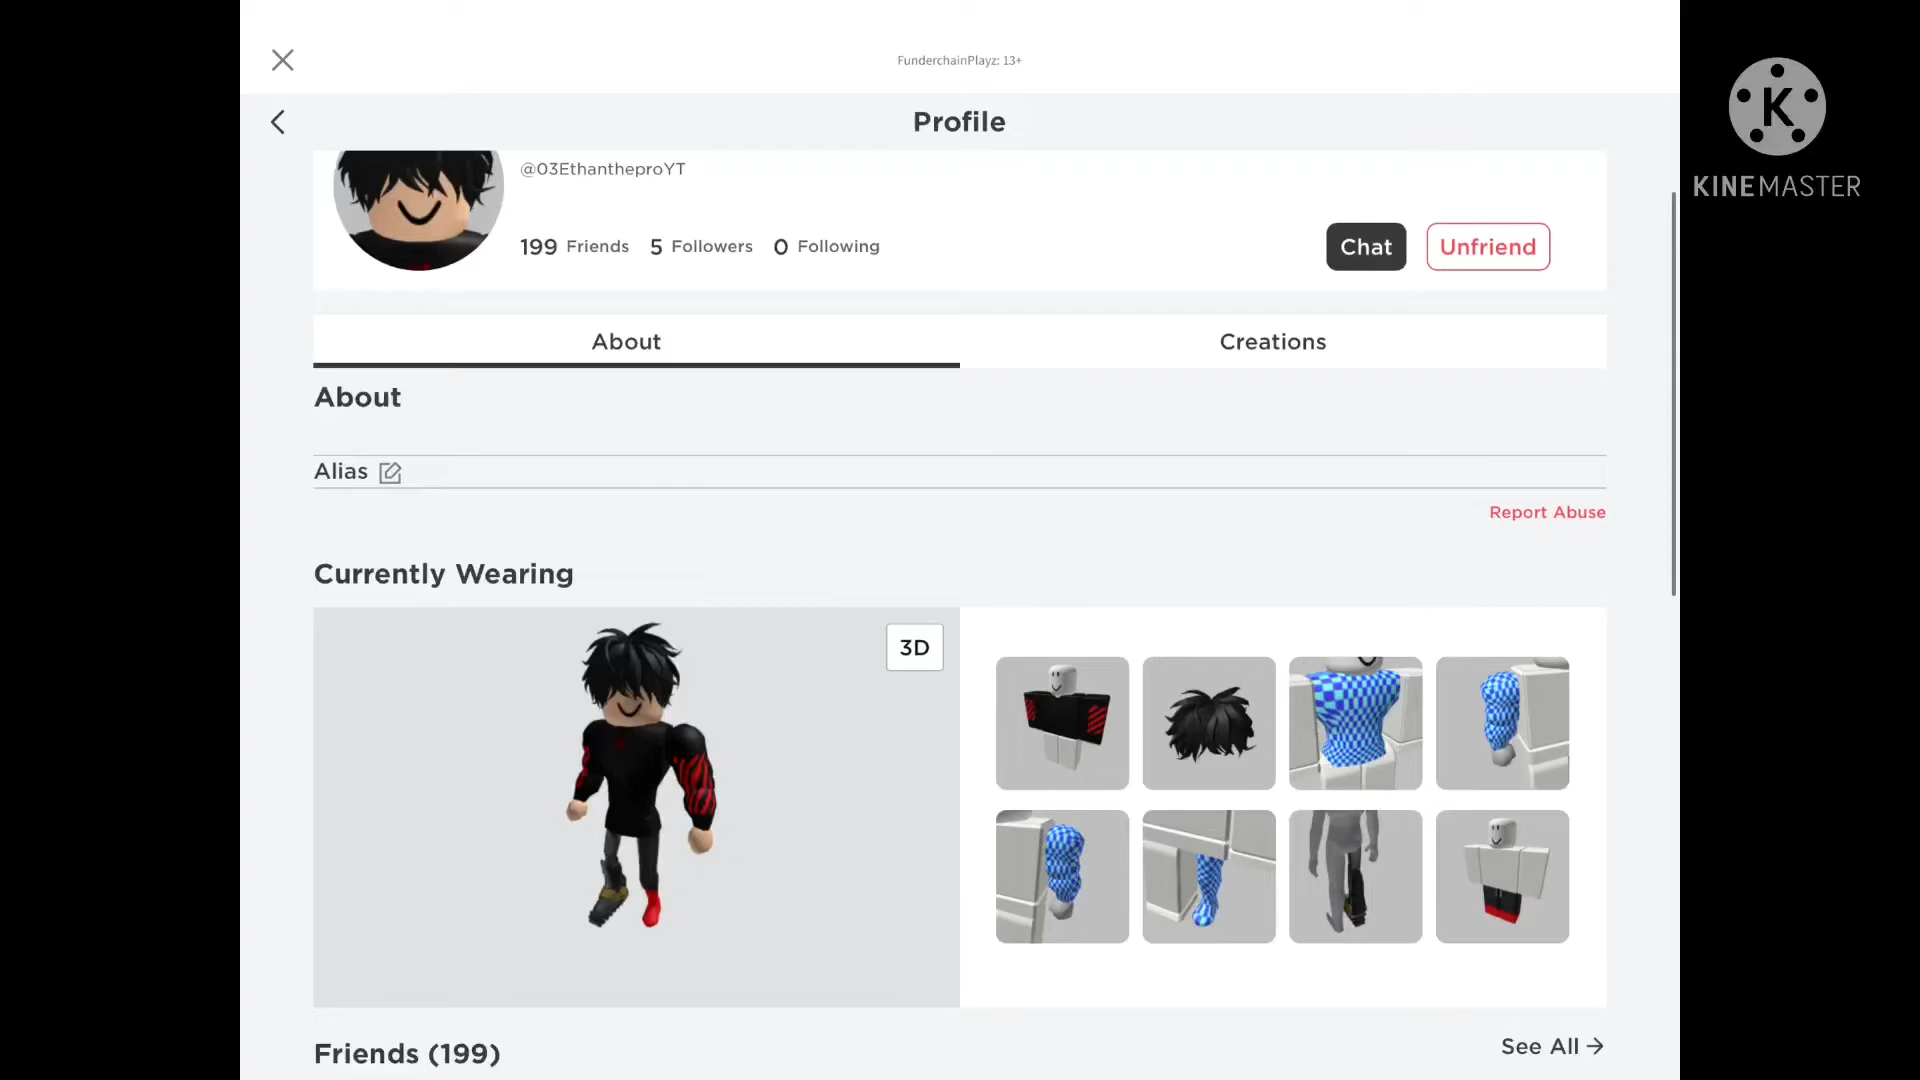 FunderchainPlayz: 13+
Profile
KINEMASTER
@03EthantheproYT
199 Friends 5 Followers 0 Following
Chat
Unfriend
About
Creations
About
Alias
Report Abuse
Currently Wearing
3D
Friends (199)
See All